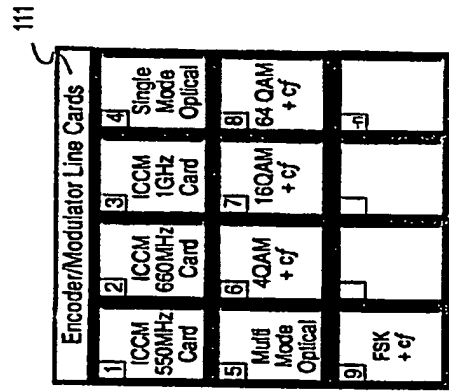 111
Encoder/Modulator Line Cards
1
ICCM
550MHz
Card
2
ICCM
660MHz
Card
3
ICCM
1GHz
Card
4
Single
Mode
Optical
5
Multi
Mode
Optical
6
4QAM
+ cf
7
16QAM
+ cf
8
64 QAM
+ cf
9
FSK
+ cf
-n